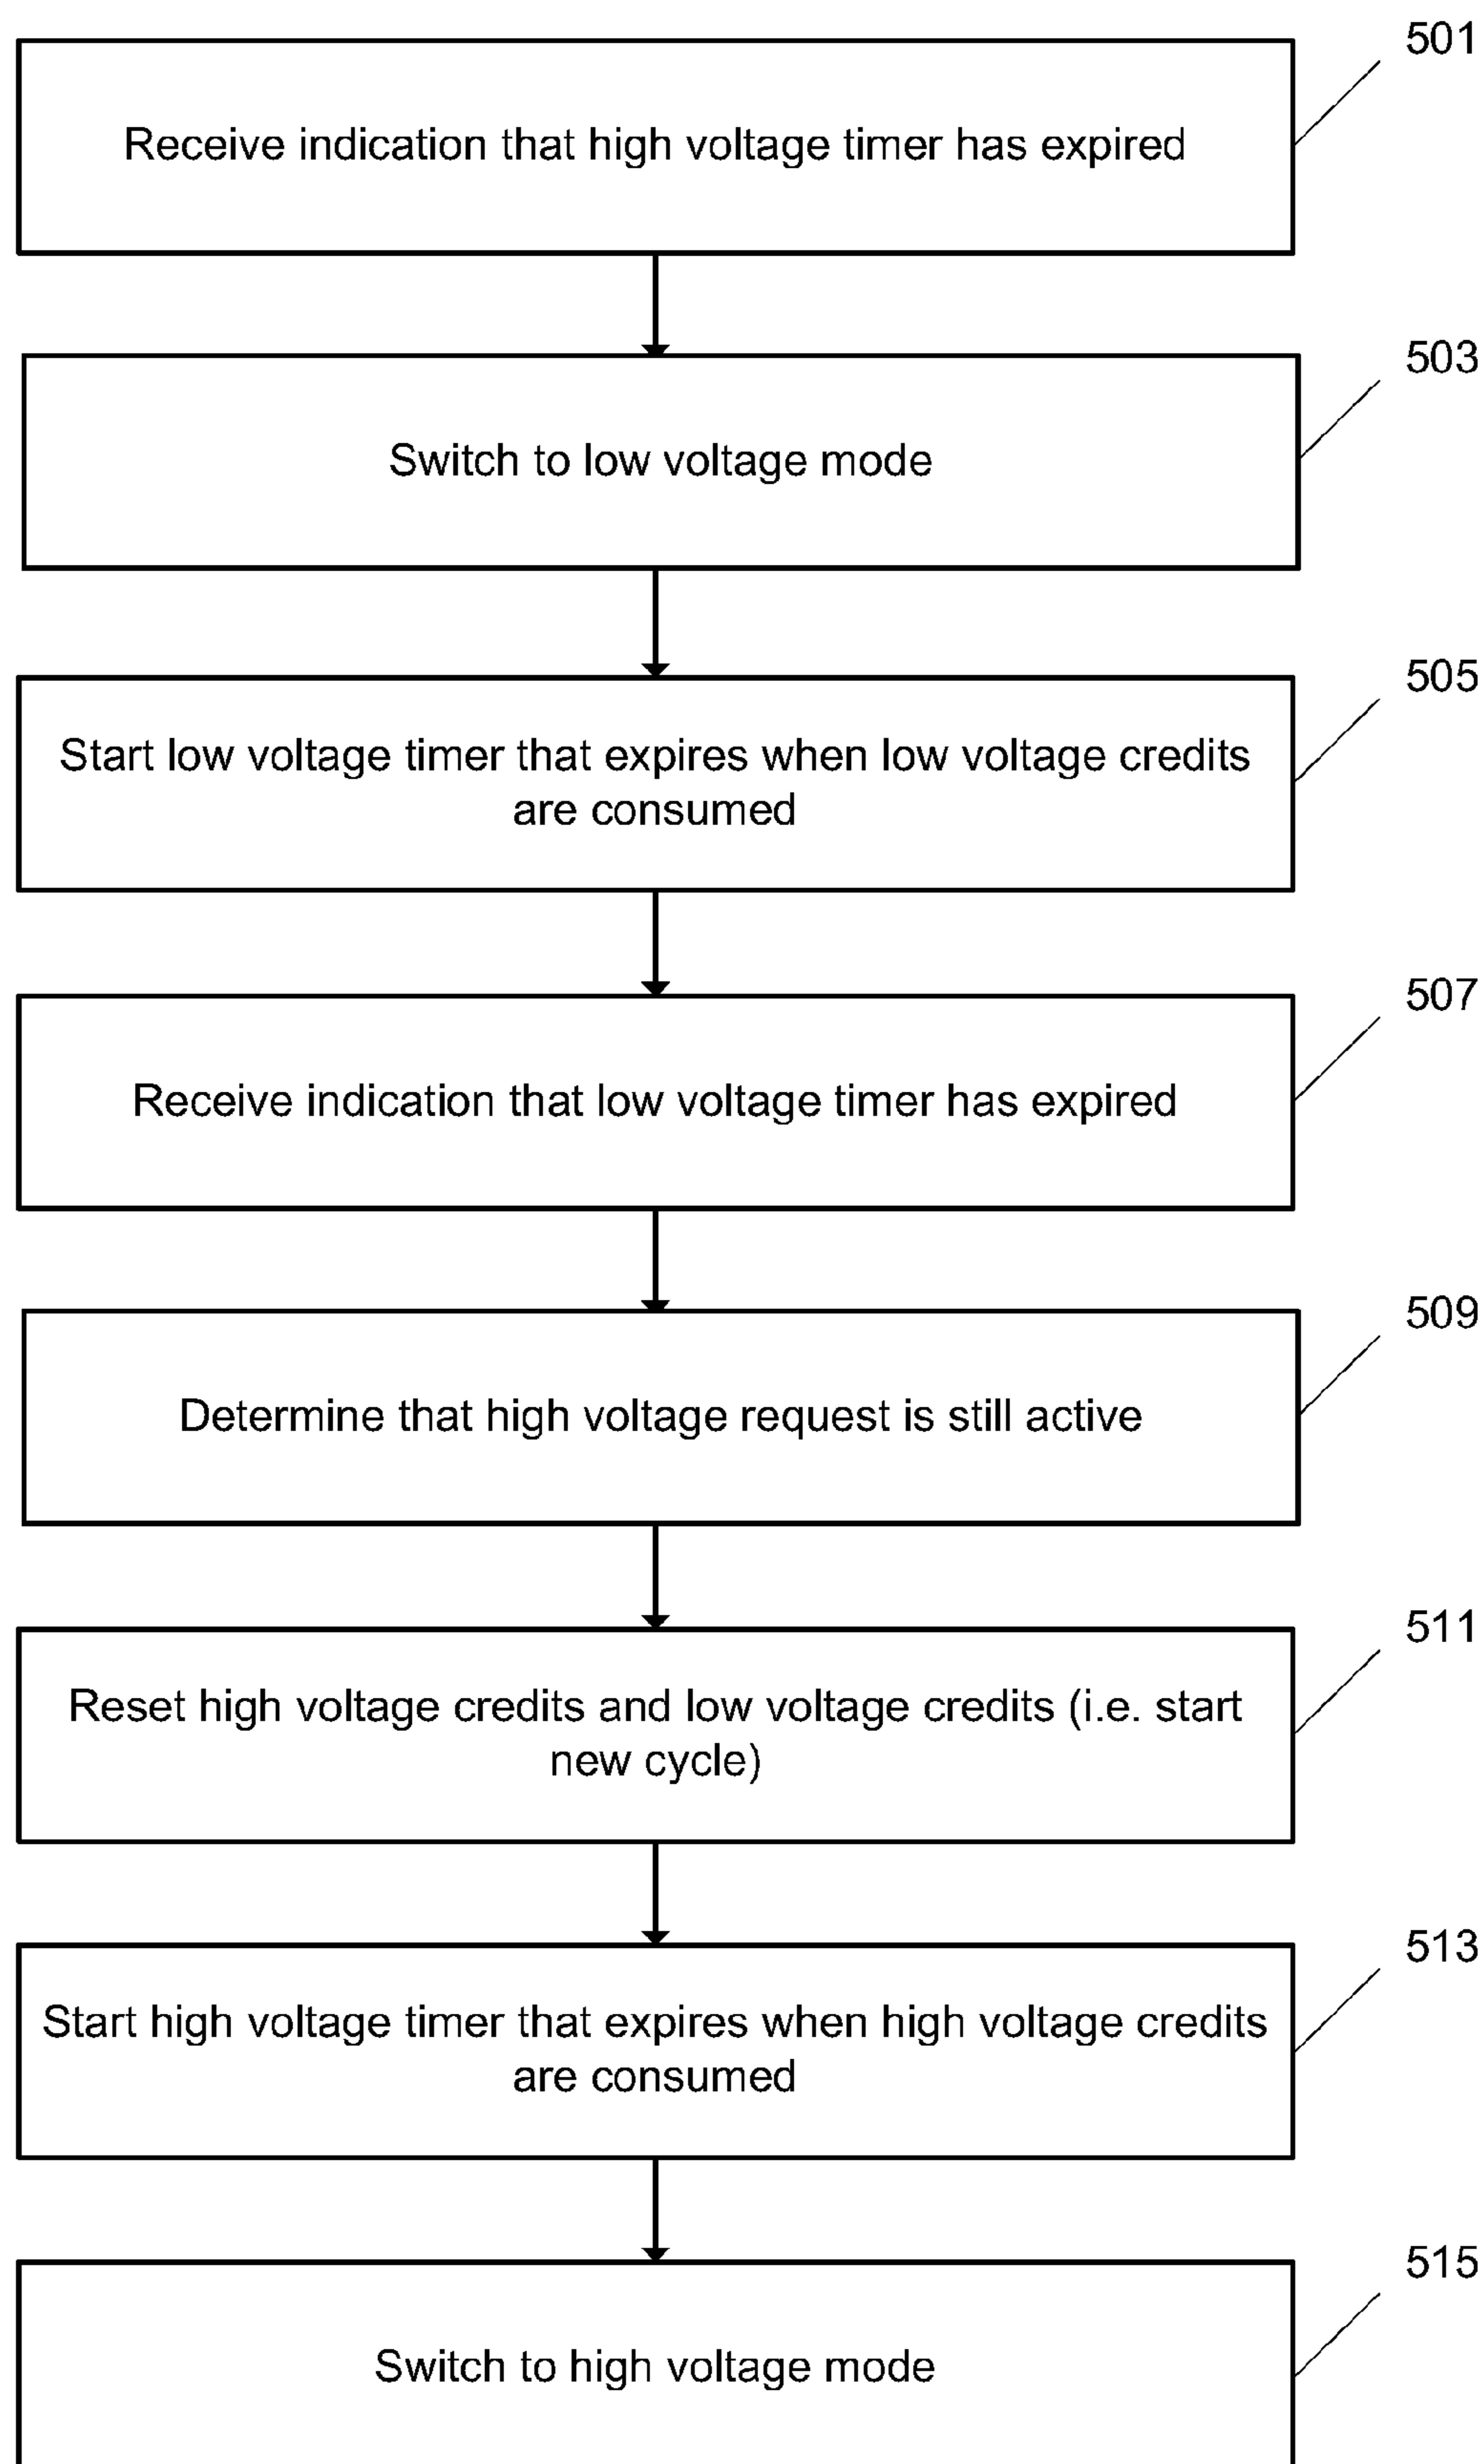 501
Receive indication that high voltage timer has expired
503
Switch to low voltage mode
505
Start low voltage timer that expires when low voltage credits
are consumed
507
Receive indication that low voltage timer has expired
509
Determine that high voltage request is still active
511
Reset high voltage credits and low voltage credits (i.e. start
new cycle)
513
Start high voltage timer that expires when high voltage credits
are consumed
515
Switch to high voltage mode